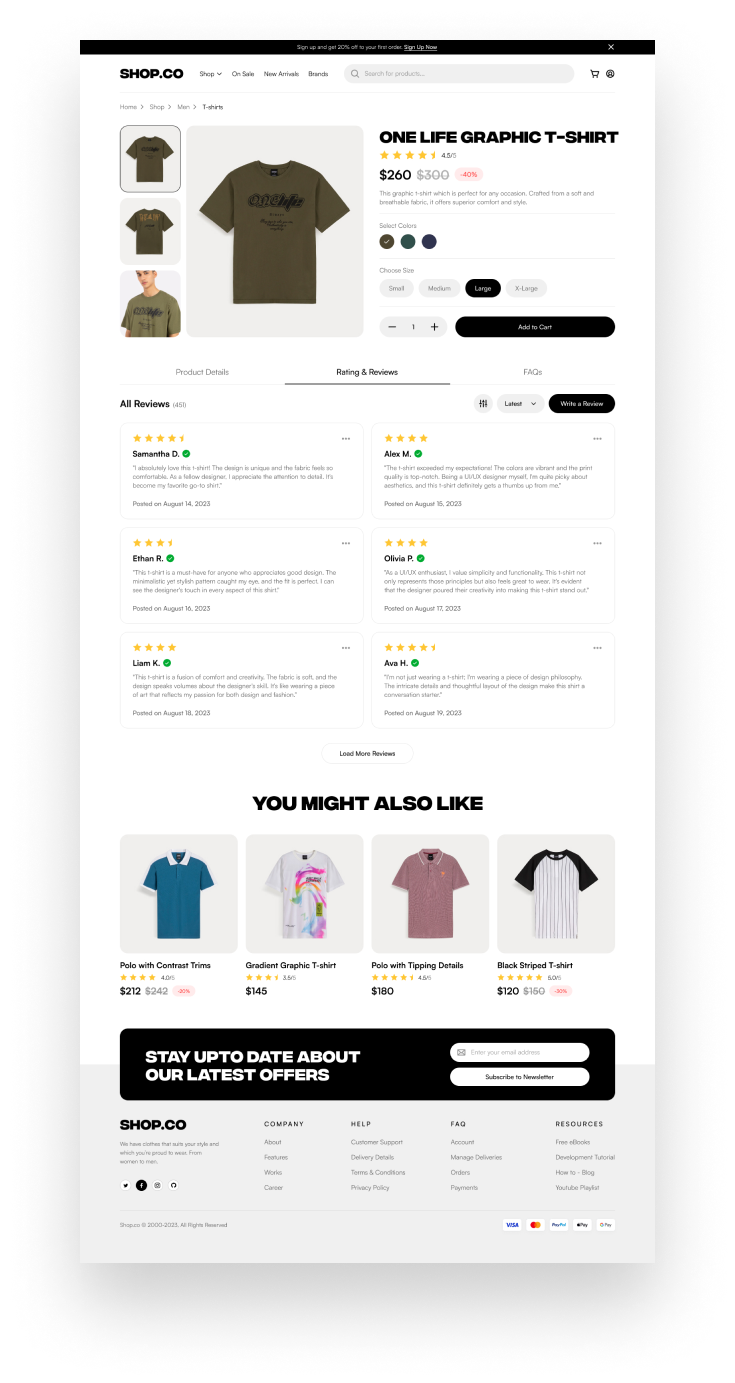 Sign up and get 20% off to your first order. Sign Up Now
SHOP.CO
Shop
On Sale
New Arrivals
Brands
Search for products...
Home
Shop
Men
T-shirts
ONE LIFE GRAPHIC T-SHIRT
4.5/5
$260 $300 -40%
This graphic t-shirt which is perfect for any occasion. Crafted from a soft and
breathable fabric, it offers superior comfort and style.
Select Colors
Choose Size
Small
Medium
Large
X-Large
1
Add to Cart
one life
Product Details
Rating & Reviews
FAQs
All Reviews (451)
Latest
Write a Review
Samantha D.
"I absolutely love this t-shirt! The design is unique and the fabric feels so
comfortable. As a fellow designer, I appreciate the attention to detail. It's
become my favorite go-to shirt."
Posted on August 14, 2023
Alex M.
"The t-shirt exceeded my expectations! The colors are vibrant and the print
quality is top-notch. Being a UI/UX designer myself, I'm quite picky about
aesthetics, and this t-shirt definitely gets a thumbs up from me."
Posted on August 15, 2023
Ethan R.
"This t-shirt is a must-have for anyone who appreciates good design. The
minimalistic yet stylish pattern caught my eye, and the fit is perfect. I can
see the designer's touch in every aspect of this shirt."
Posted on August 16, 2023
Olivia P.
"As a UI/UX enthusiast, I value simplicity and functionality. This t-shirt not
only represents those principles but also feels great to wear. It's evident
that the designer poured their creativity into making this t-shirt stand out."
Posted on August 17, 2023
Liam K.
"This t-shirt is a fusion of comfort and creativity. The fabric is soft, and the
design speaks volumes about the designer's skill. It's like wearing a piece
of art that reflects my passion for both design and fashion."
Posted on August 18, 2023
Ava H.
"I'm not just wearing a t-shirt; I'm wearing a piece of design philosophy.
The intricate details and thoughtful layout of the design make this shirt a
conversation starter."
Posted on August 19, 2023
Load More Reviews
YOU MIGHT ALSO LIKE
Polo with Contrast Trims
4.0/5
$212 $242 -20%
Gradient Graphic T-shirt
3.5/5
$145
Polo with Tipping Details
4.5/5
$180
Black Striped T-shirt
5.0/5
$120 $150 -30%
STAY UPTO DATE ABOUT
OUR LATEST OFFERS
Enter your email address
Subscribe to Newsletter
SHOP.CO
We have clothes that suits your style and
which you're proud to wear. From
women to men.
COMPANY
About
Features
Works
Career
HELP
Customer Support
Delivery Details
Terms & Conditions
Privacy Policy
FAQ
Account
Manage Deliveries
Orders
Payments
RESOURCES
Free eBooks
Development Tutorial
How to - Blog
Youtube Playlist
Shop.co © 2000-2023, All Rights Reserved
VISA
PayPal
Pay
G Pay